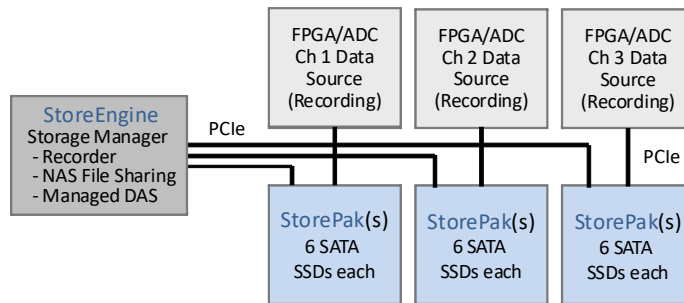 FPGA/ADC
Ch 1 Data
Source
(Recording)
FPGA/ADC
Ch 2 Data
Source
(Recording)
FPGA/ADC
Ch 3 Data
Source
(Recording)
StoreEngine
Storage Manager
- Recorder
- NAS File Sharing
- Managed DAS
PCIe
PCIe
StorePak(s)
6 SATA
SSDs each
StorePak(s)
6 SATA
SSDs each
StorePak(s)
6 SATA
SSDs each